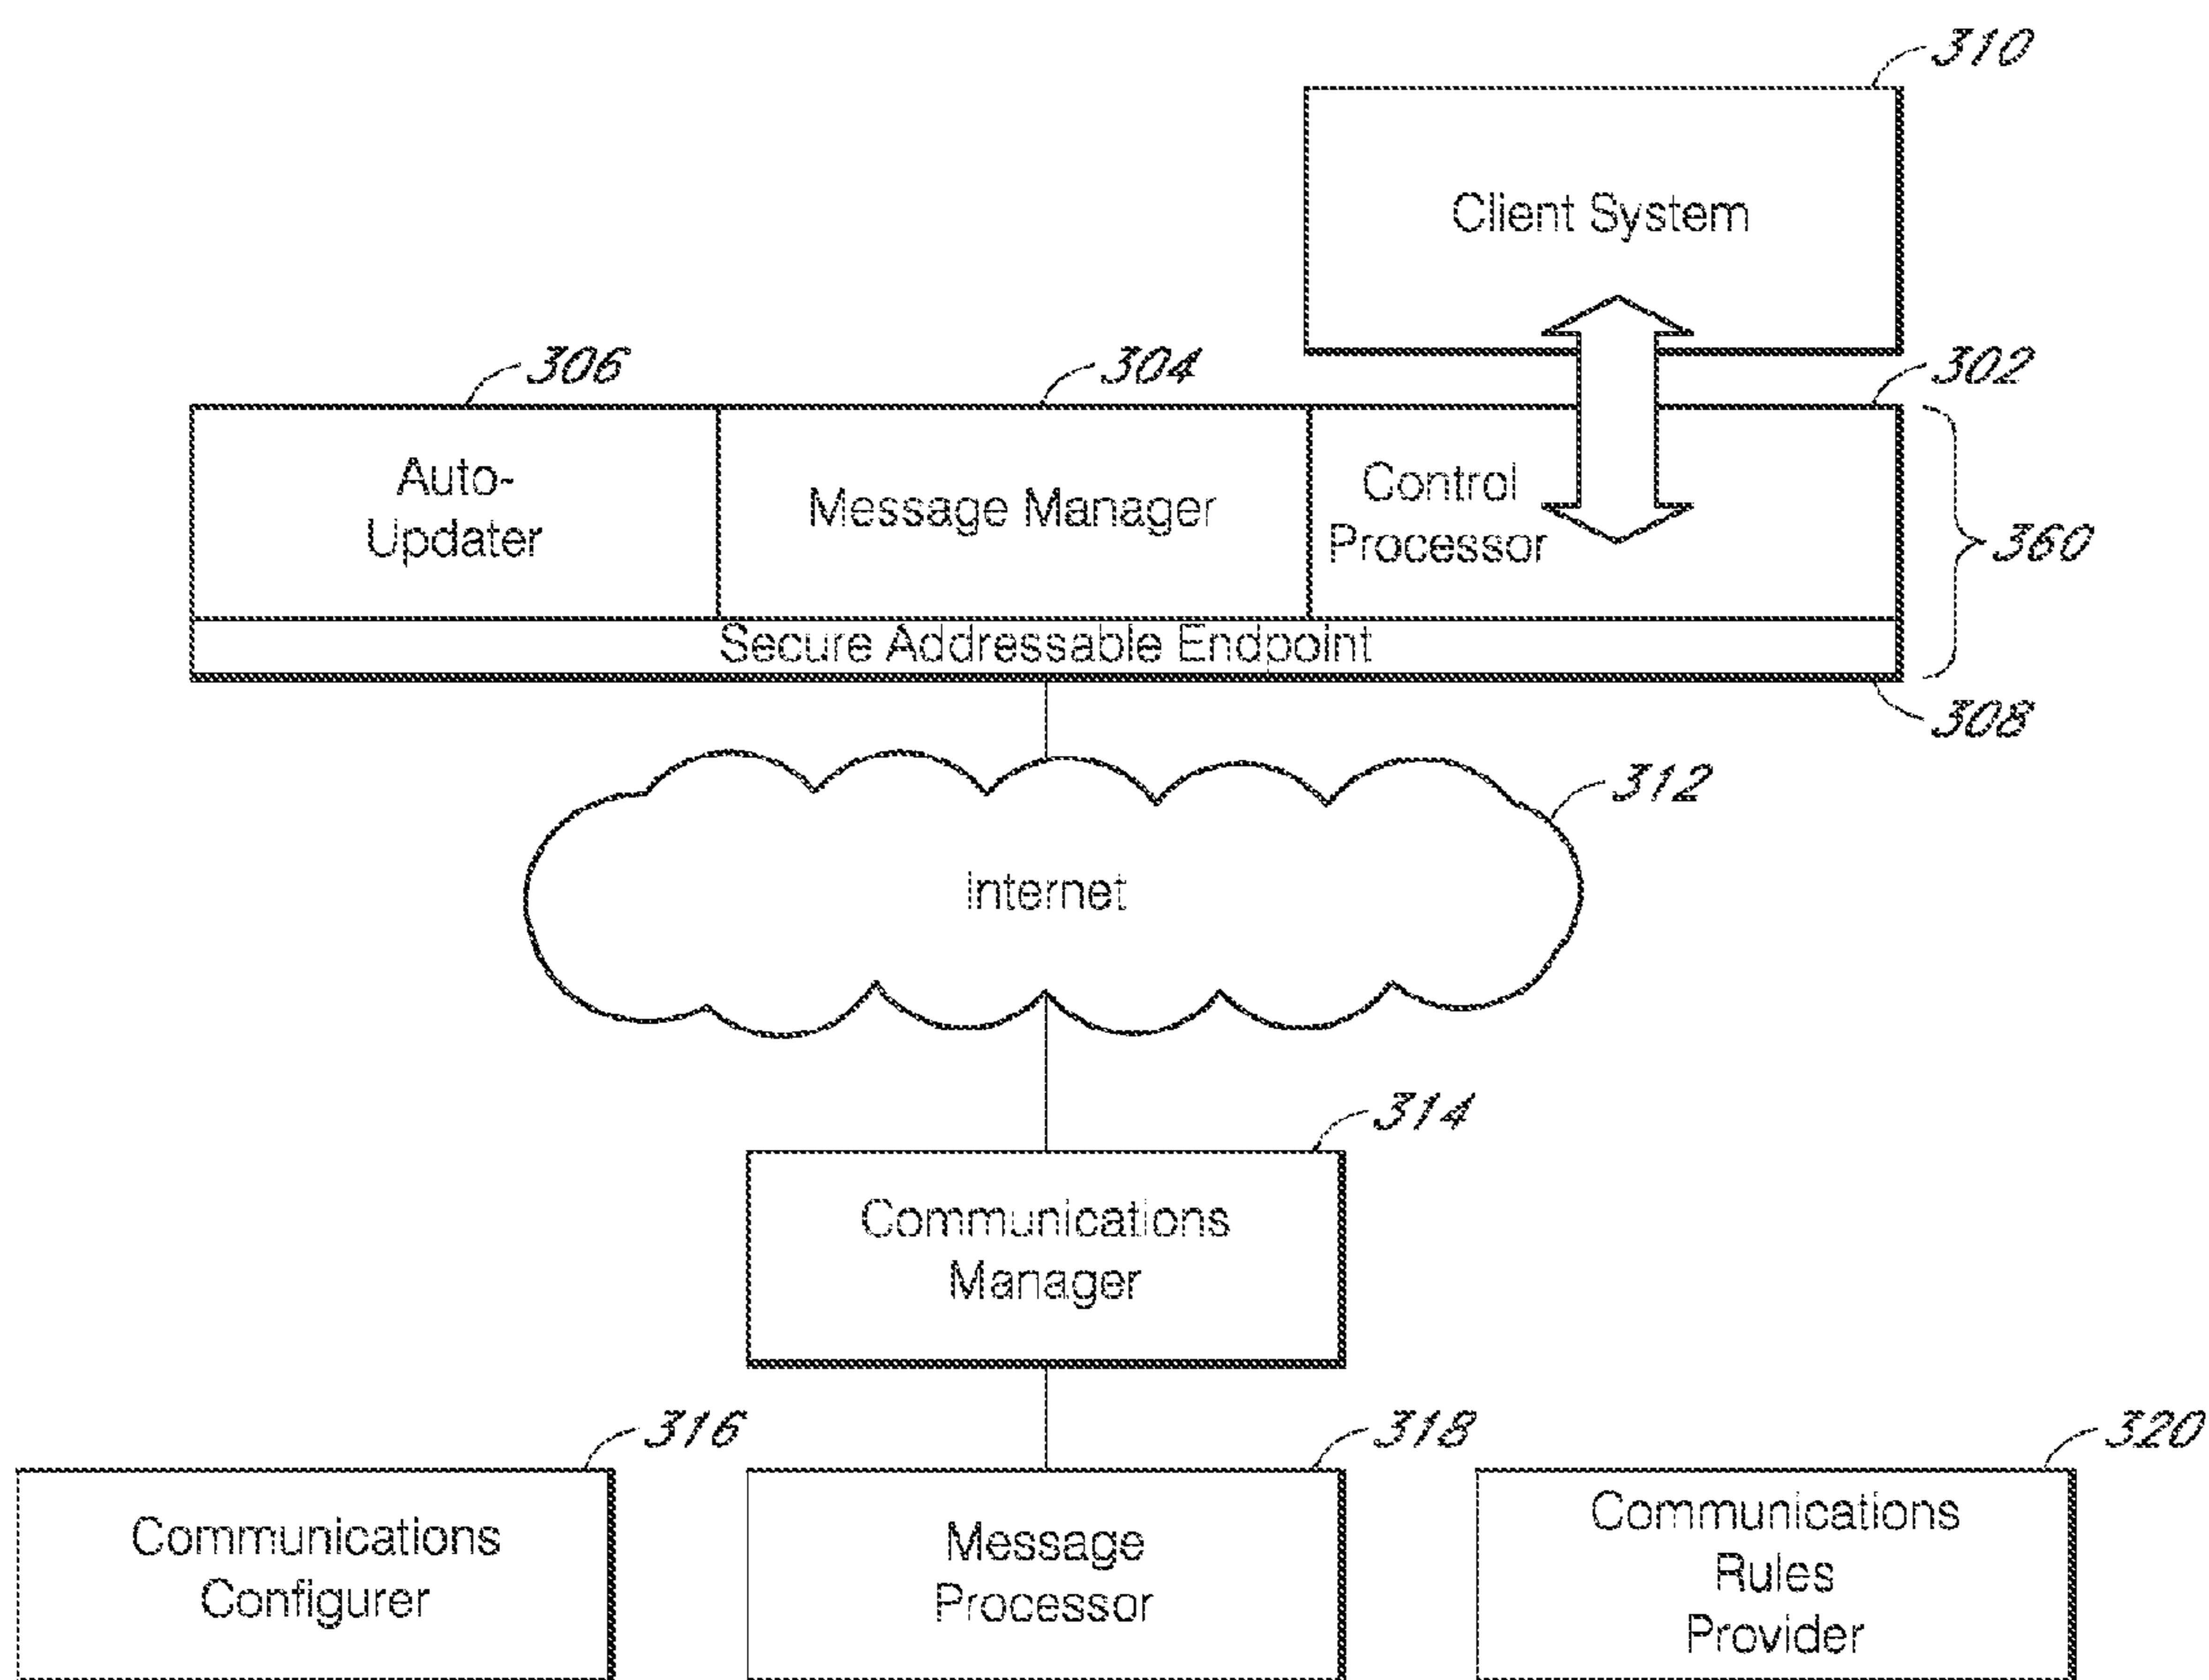 310
Client System
306
304
302
Auto-
Updater
Message Manager
Control
Processor
360
Secure Addressable Endpoint
308
312
Internet
314
Communications
Manager
316
318
320
Communications
Configurer
Message
Processor
Communications
Rules
Provider